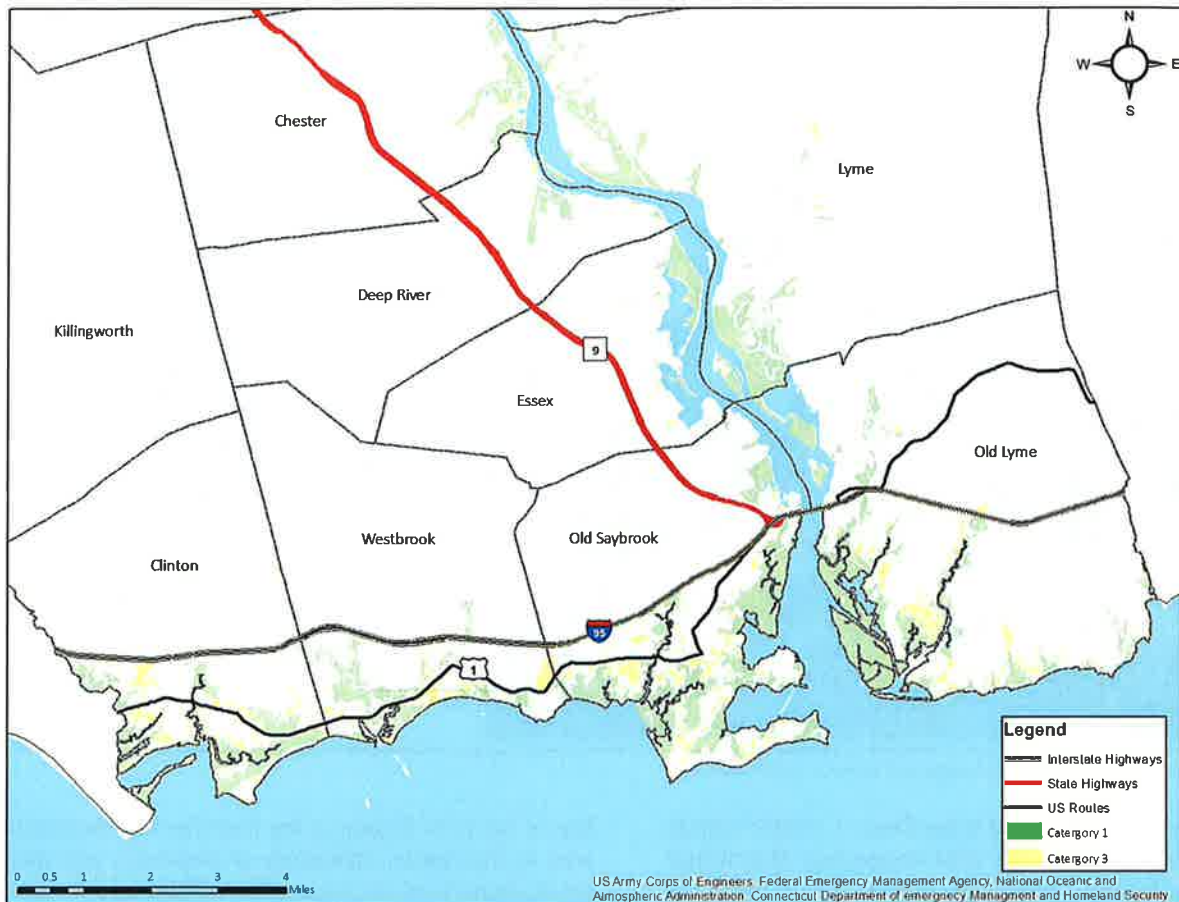 N
W E
S
Chester
Lyme
Deep River
Killingworth
9
Essex
Old Lyme
Westbrook
Old Saybrook
Clinton
95
1
Legend
Interstate Highways
State Highways
US Routes
Catergory 1
Catergory 3
0 0.5 1 2 3 4
Miles
US Army Corps of Engineers, Federal Emergency Management Agency, National Oceanic and
Atmospheric Administration, Connecticut Department of emergnecy Managment and Homeland Security